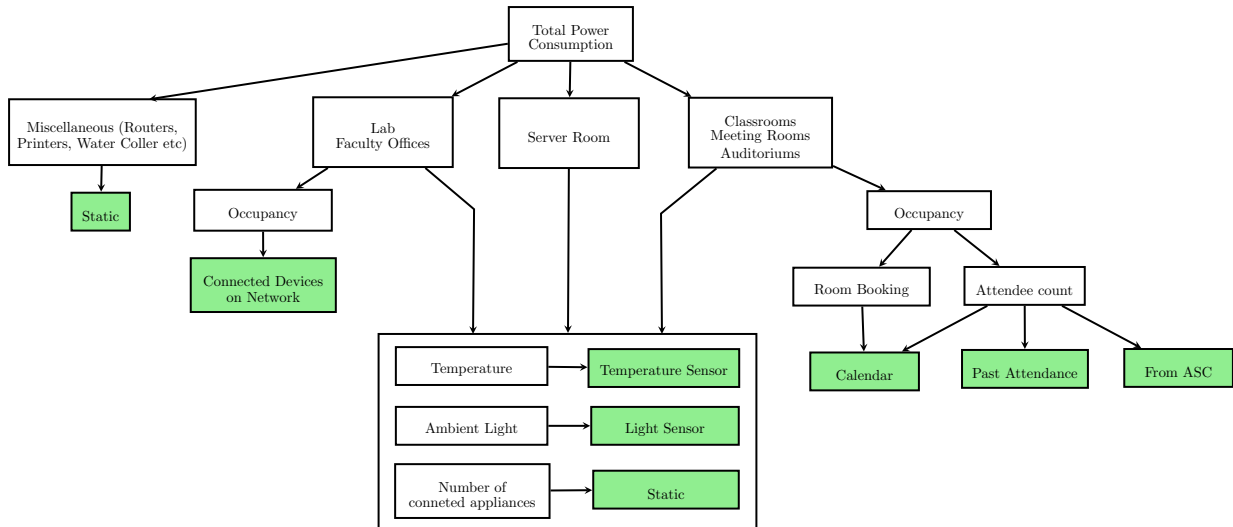 Total Power
Consumption
Miscellaneous (Routers,
Printers, Water Coller etc)
Lab
Faculty Offices
Server Room
Classrooms
Meeting Rooms
Auditoriums
Static
Occupancy
Occupancy
Connected Devices
on Network
Room Booking
Attendee count
Calendar
Past Attendance
From ASC
Temperature
Temperature Sensor
Ambient Light
Light Sensor
Number of
conneted appliances
Static